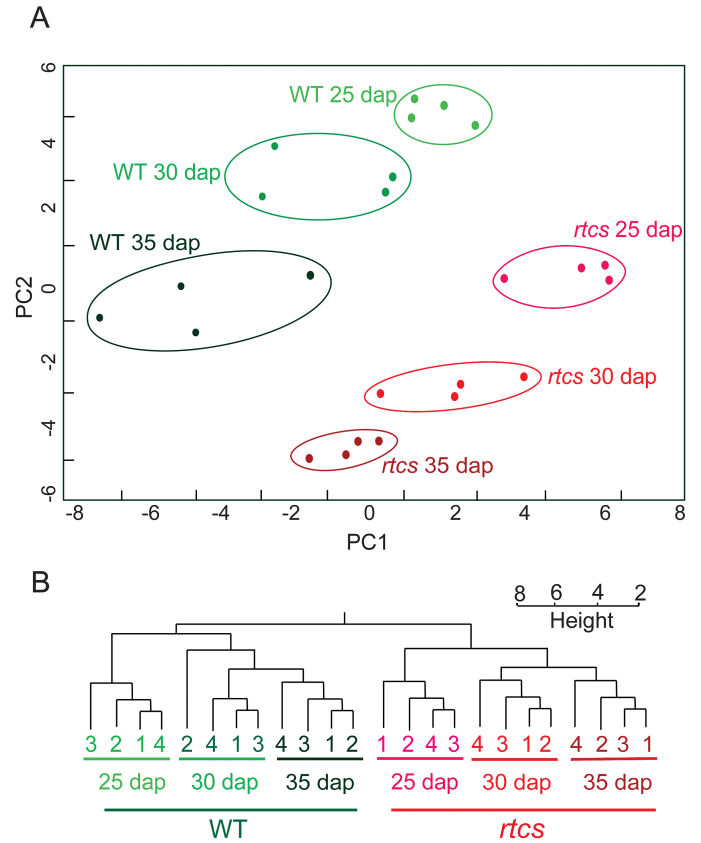 A
6
4
2
0
-2
-4
-6
PC2
WT 25 dap
WT 30 dap
WT 35 dap
rtcs 25 dap
rtcs 30 dap
rtcs 35 dap
-8 -6 -4 -2 0 2 4 6 8
PC1
B
8 6 4 2
Height
3 2 1 4 2 4 1 3 4 3 1 2 1 2 4 3 4 3 1 2 4 2 3 1
25 dap 30 dap 35 dap 25 dap 30 dap 35 dap
WT rtcs